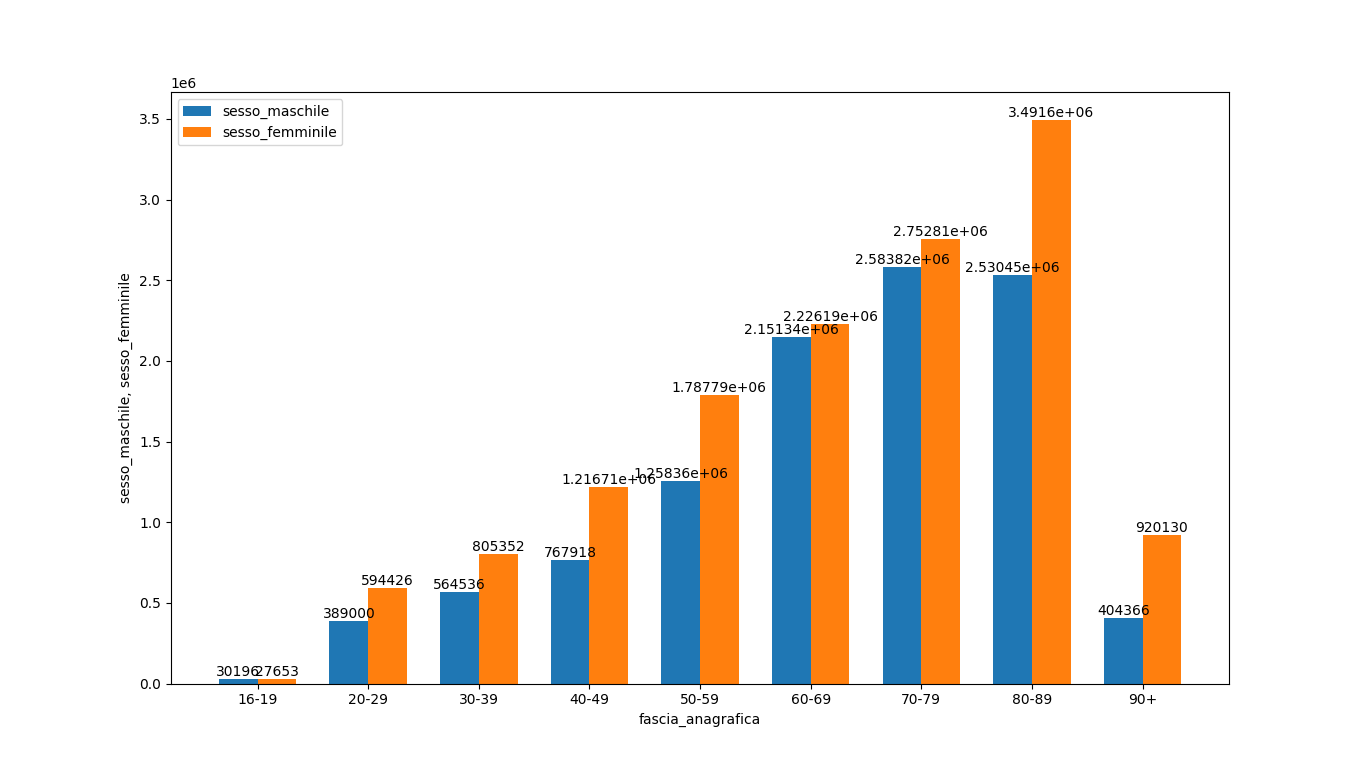 1e6
sesso_maschile
sesso_femminile
3.5
3.0
2.5
2.0
1.5
1.0
0.5
0.0
sesso_maschile, sesso_femminile
30196
27653
389000
594426
564536
805352
767918
1.21671e+06
1.25836e+06
1.78779e+06
2.15134e+06
2.22619e+06
2.58382e+06
2.75281e+06
2.53045e+06
3.4916e+06
404366
920130
16-19 20-29 30-39 40-49 50-59 60-69 70-79 80-89 90+
fascia_anagrafica